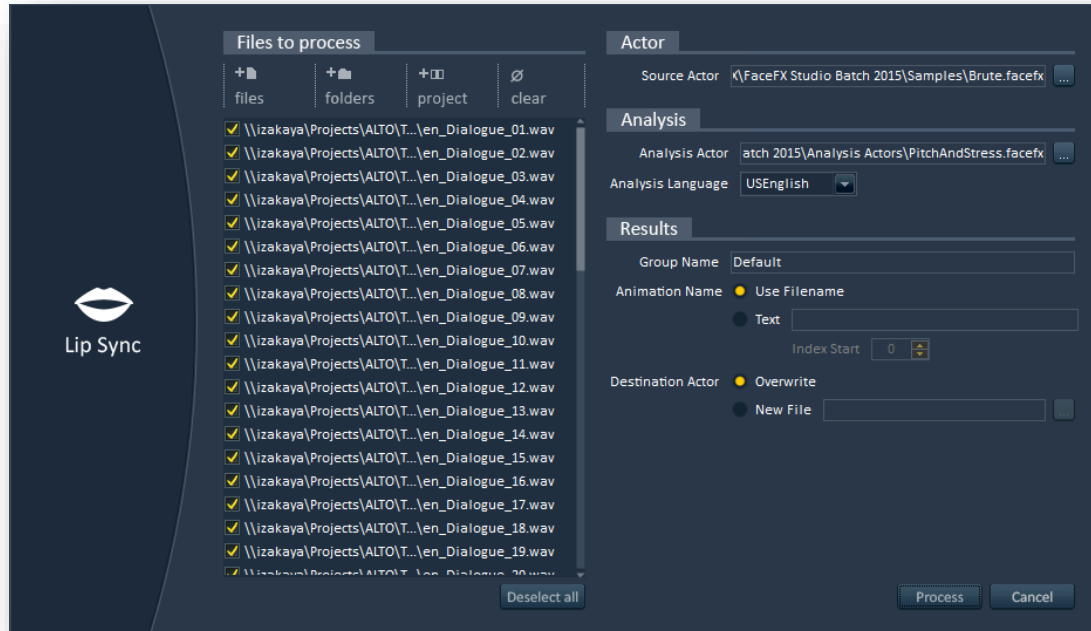 Lip Sync
Files to process
files folders project clear
\\izakaya\Projects\ALTO\T...\en_Dialogue_01.wav
\\izakaya\Projects\ALTO\T...\en_Dialogue_02.wav
\\izakaya\Projects\ALTO\T...\en_Dialogue_03.wav
\\izakaya\Projects\ALTO\T...\en_Dialogue_04.wav
\\izakaya\Projects\ALTO\T...\en_Dialogue_05.wav
\\izakaya\Projects\ALTO\T...\en_Dialogue_06.wav
\\izakaya\Projects\ALTO\T...\en_Dialogue_07.wav
\\izakaya\Projects\ALTO\T...\en_Dialogue_08.wav
\\izakaya\Projects\ALTO\T...\en_Dialogue_09.wav
\\izakaya\Projects\ALTO\T...\en_Dialogue_10.wav
\\izakaya\Projects\ALTO\T...\en_Dialogue_11.wav
\\izakaya\Projects\ALTO\T...\en_Dialogue_12.wav
\\izakaya\Projects\ALTO\T...\en_Dialogue_13.wav
\\izakaya\Projects\ALTO\T...\en_Dialogue_14.wav
\\izakaya\Projects\ALTO\T...\en_Dialogue_15.wav
\\izakaya\Projects\ALTO\T...\en_Dialogue_16.wav
\\izakaya\Projects\ALTO\T...\en_Dialogue_17.wav
\\izakaya\Projects\ALTO\T...\en_Dialogue_18.wav
\\izakaya\Projects\ALTO\T...\en_Dialogue_19.wav
\\izakaya\Projects\ALTO\T...\en_Dialogue_20.wav
Deselect all
Actor
Source Actor \FaceFX Studio Batch 2015\Samples\Brute.facefx ...
Analysis
Analysis Actor atch 2015\Analysis Actors\PitchAndStress.facefx ...
Analysis Language USEnglish
Results
Group Name Default
Animation Name Use Filename
Text
Index Start 0
Destination Actor Overwrite
New File ...
Process Cancel